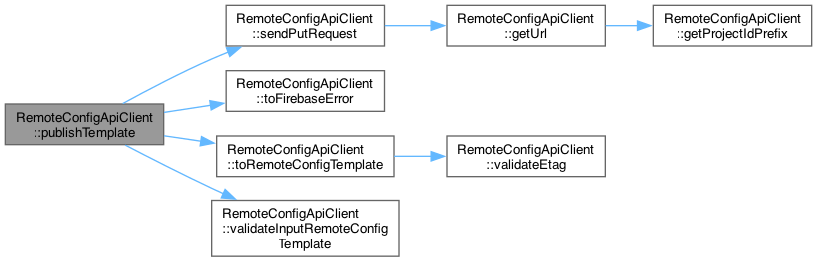 RemoteConfigApiClient
::publishTemplate
RemoteConfigApiClient
::sendPutRequest
RemoteConfigApiClient
::getUrl
RemoteConfigApiClient
::getProjectIdPrefix
RemoteConfigApiClient
::toFirebaseError
RemoteConfigApiClient
::toRemoteConfigTemplate
RemoteConfigApiClient
::validateEtag
RemoteConfigApiClient
::validateInputRemoteConfig
Template